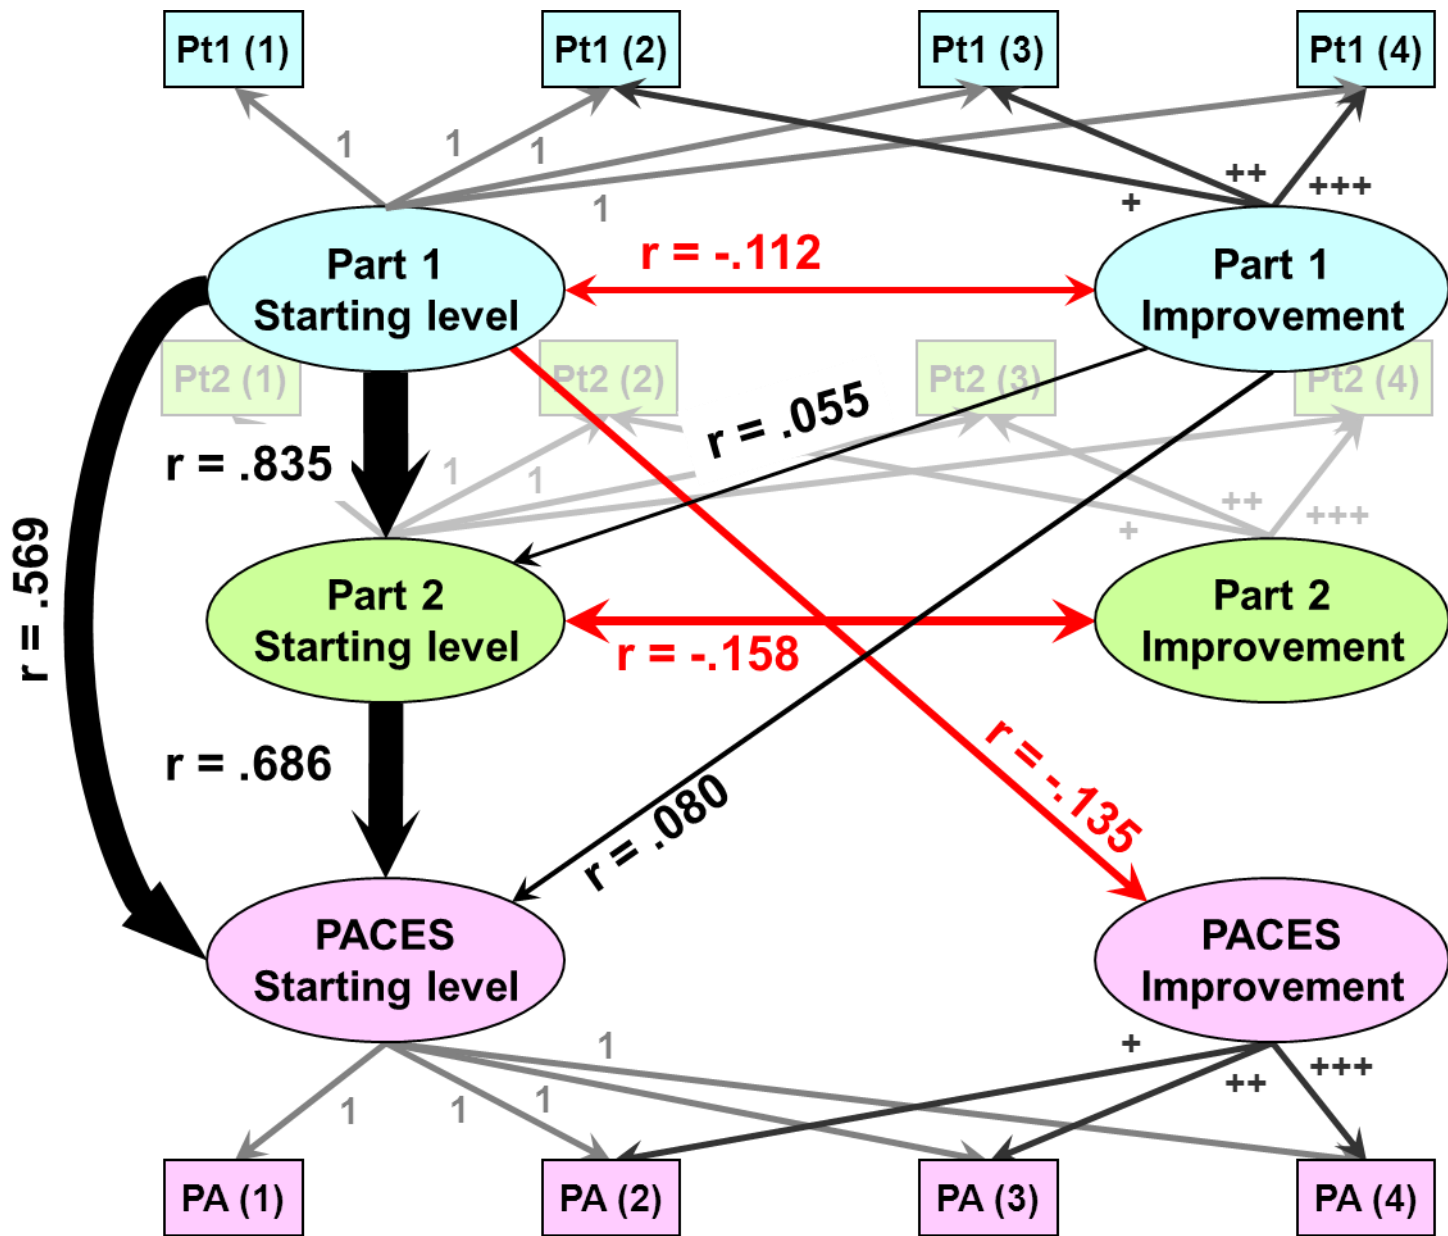 Pt1 (1)
Pt1 (2)
Pt1 (3)
Pt1 (4)
1
1
1
1
+
++
+++
Part 1
Starting level
r = -.112
Part 1
Improvement
Pt2 (1)
Pt2 (2)
Pt2 (3)
Pt2 (4)
r = .835
r = .055
1
1
+
++
+++
r = .569
Part 2
Starting level
r = -.158
Part 2
Improvement
r = .686
r = .080
r = -.135
PACES
Starting level
PACES
Improvement
1
1
1
1
+
++
+++
PA (1)
PA (2)
PA (3)
PA (4)